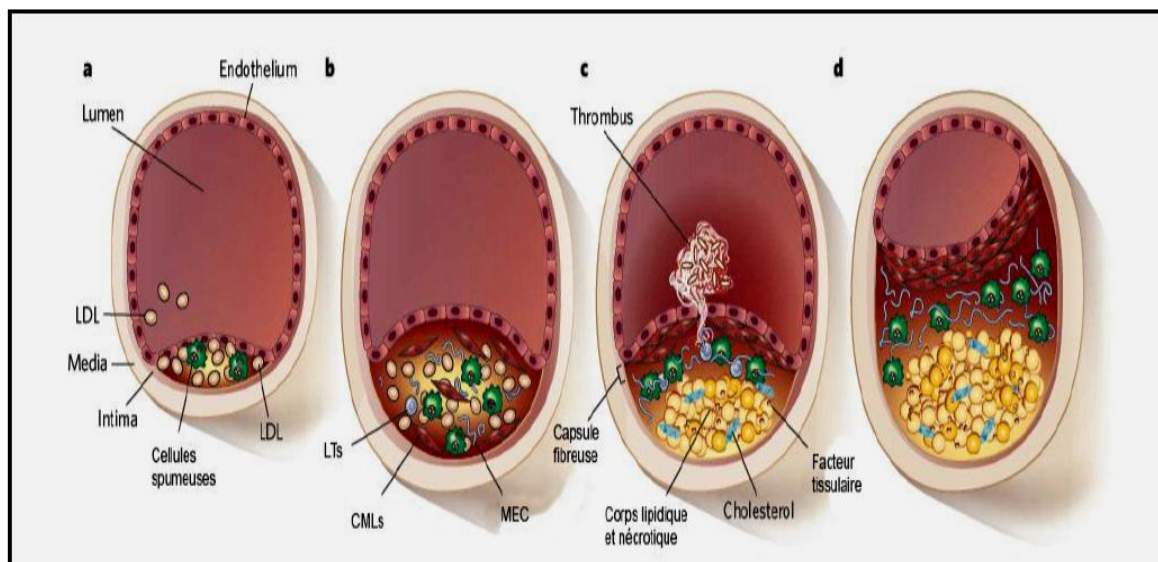 a
Endothelium
Lumen
LDL
Media
Intima
Cellules
spumeuses
LDL
b
LTs
CMLs
MEC
c
Thrombus
Capsule
fibreuse
Corps lipidique
et nécrotique
Cholesterol
Facteur
tissulaire
d